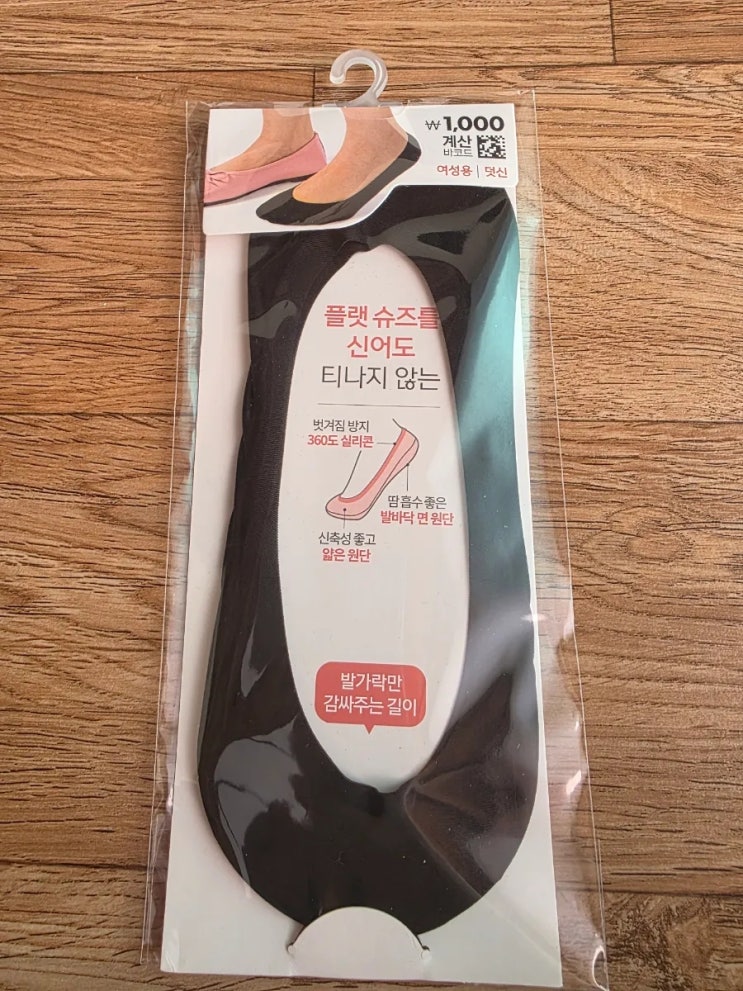 ₩1,000
계산
바코드
여성용 | 덧신
플랫 슈즈를
신어도
티나지 않는
벗겨짐 방지
360도 실리콘
땀 흡수 좋은
발바닥 면 원단
신축성 좋고
얇은 원단
발가락만
감싸주는 길이